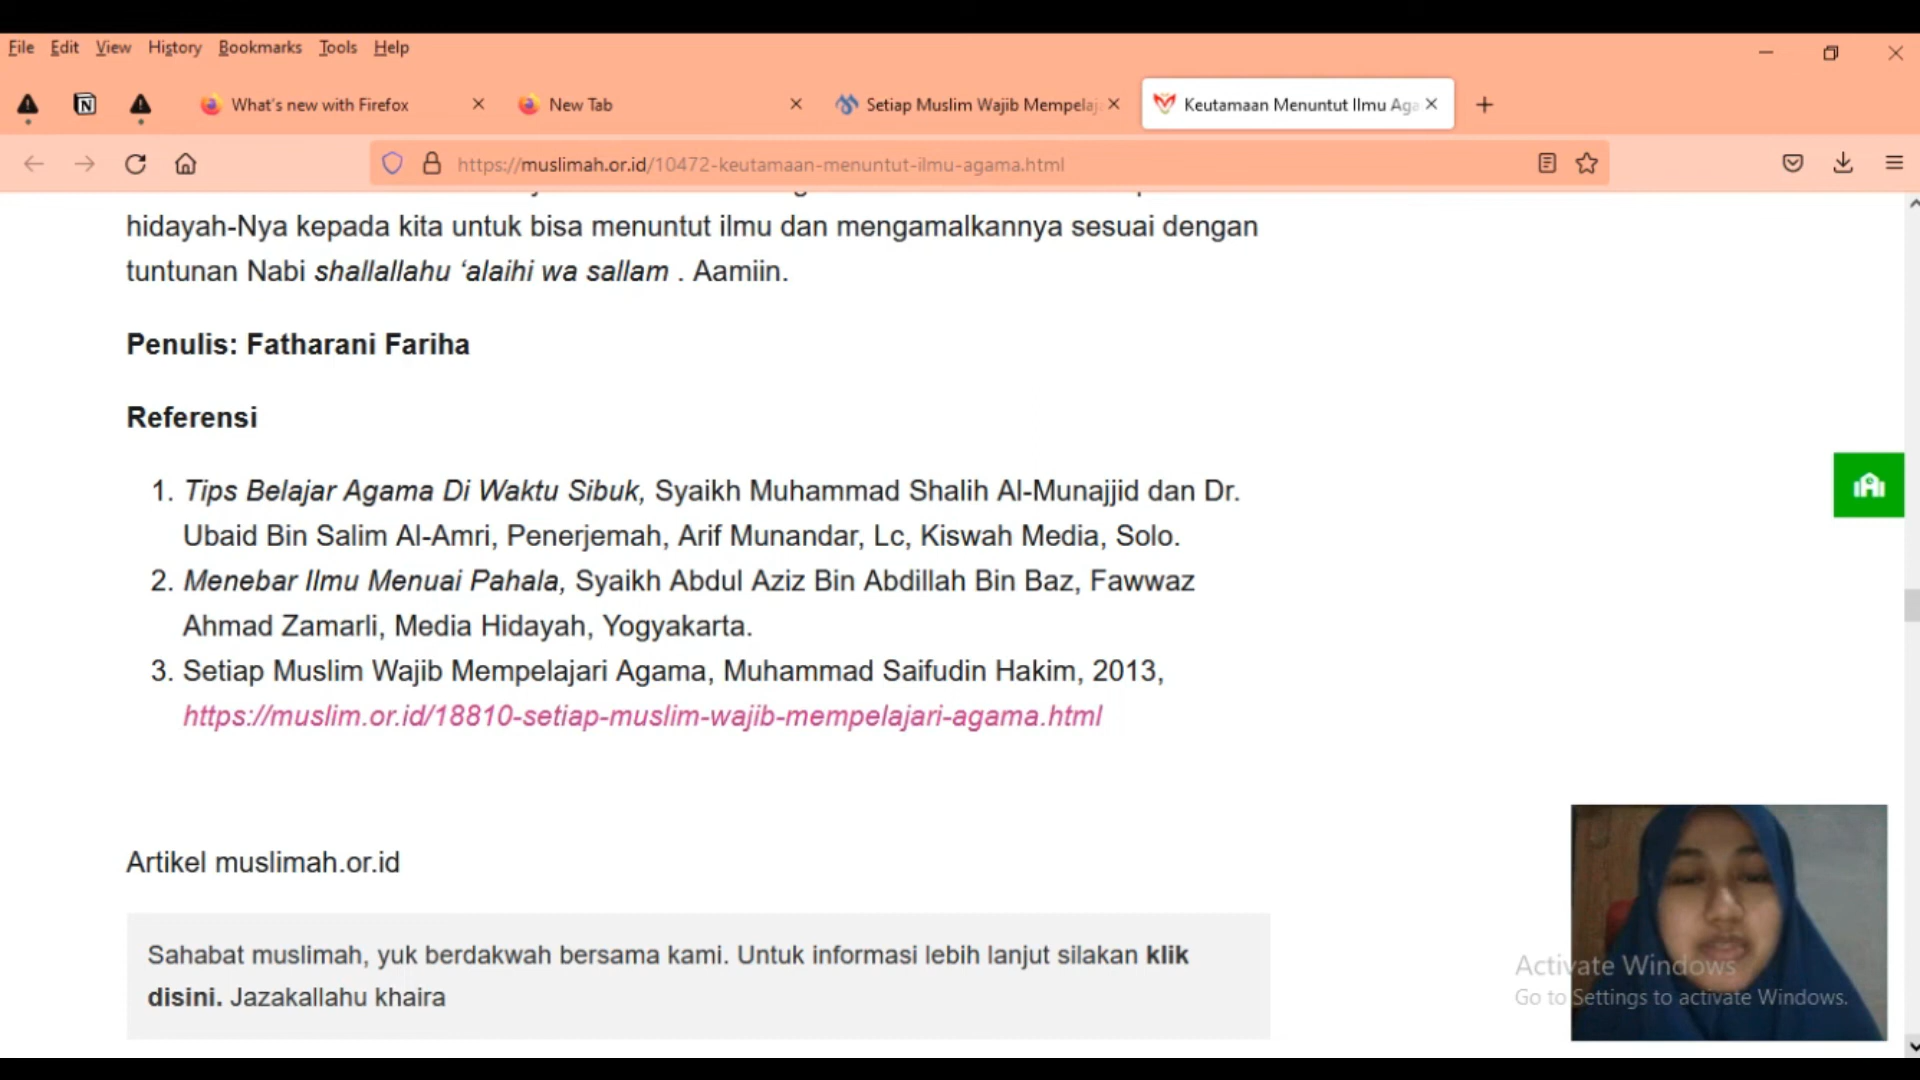 File Edit View History Bookmarks Tools Help
What's new with Firefox
New Tab
Setiap Muslim Wajib Mempelaj
Keutamaan Menuntut Ilmu Aga
https://muslimah.or.id/10472-keutamaan-menuntut-ilmu-agama.html
hidayah-Nya kepada kita untuk bisa menuntut ilmu dan mengamalkannya sesuai dengan
tuntunan Nabi shallallahu ‘alaihi wa sallam . Aamiin.
Penulis: Fatharani Fariha
Referensi
1. Tips Belajar Agama Di Waktu Sibuk, Syaikh Muhammad Shalih Al-Munajjid dan Dr.
Ubaid Bin Salim Al-Amri, Penerjemah, Arif Munandar, Lc, Kiswah Media, Solo.
2. Menebar Ilmu Menuai Pahala, Syaikh Abdul Aziz Bin Abdillah Bin Baz, Fawwaz
Ahmad Zamarli, Media Hidayah, Yogyakarta.
3. Setiap Muslim Wajib Mempelajari Agama, Muhammad Saifudin Hakim, 2013,
https://muslim.or.id/18810-setiap-muslim-wajib-mempelajari-agama.html
Artikel muslimah.or.id
Sahabat muslimah, yuk berdakwah bersama kami. Untuk informasi lebih lanjut silakan klik
disini. Jazakallahu khaira
Activate Windows
Go to Settings to activate Windows.